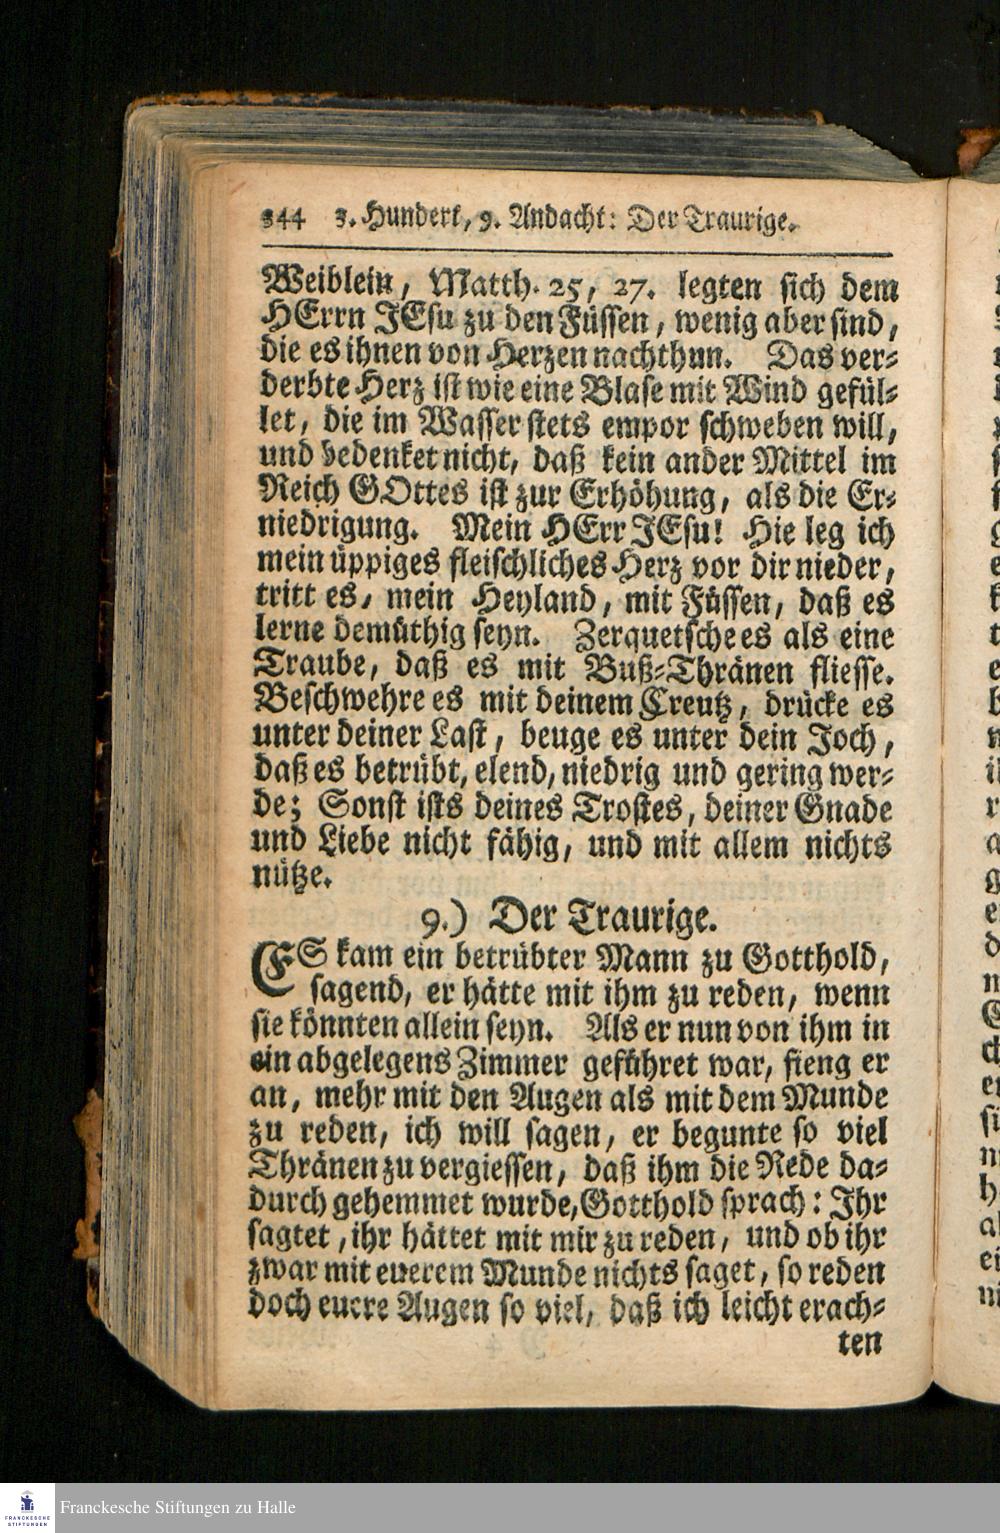 344 3. Hundert, 9. Andacht: Der Traurige.
Weiblein, Matth. 25, 27. legten sich dem
HErrn JEsu zu den Füssen, wenig aber sind,
die es ihnen von Herzen nachthun. Das ver-
derbte Herz ist wie eine Blase mit Wind gefül-
let, die im Wasser stets empor schweben will,
und bedenket nicht, daß kein ander Mittel im
Reich GOttes ist zur Erhöhung, als die Er-
niedrigung. Mein HErr JEsu! Hie leg ich
mein üppiges fleischliches Herz vor dir nieder,
tritt es, mein Heyland, mit Füssen, daß es
lerne demüthig seyn. Zerquetsche es als eine
Traube, daß es mit Buß-Thränen fliesse.
Beschwehre es mit deinem Creutz, drücke es
unter deiner Last, beuge es unter dein Joch,
daß es betrübt, elend, niedrig und gering wer-
de; Sonst ists deines Trostes, deiner Gnade
und Liebe nicht fähig, und mit allem nichts
nütze.
9.) Der Traurige.
ES kam ein betrübter Mann zu Gotthold,
sagend, er hätte mit ihm zu reden, wenn
sie könnten allein seyn. Als er nun von ihm in
ein abgelegens Zimmer geführet war, fieng er
an, mehr mit den Augen als mit dem Munde
zu reden, ich will sagen, er begunte so viel
Thränen zu vergiessen, daß ihm die Rede da-
durch gehemmet wurde, Gotthold sprach: Ihr
sagtet, ihr hättet mit mir zu reden, und ob ihr
zwar mit euerem Munde nichts saget, so reden
doch euere Augen so viel, daß ich leicht erach-
ten
FRANCKESCHE STIFTUNGEN
Franckesche Stiftungen zu Halle